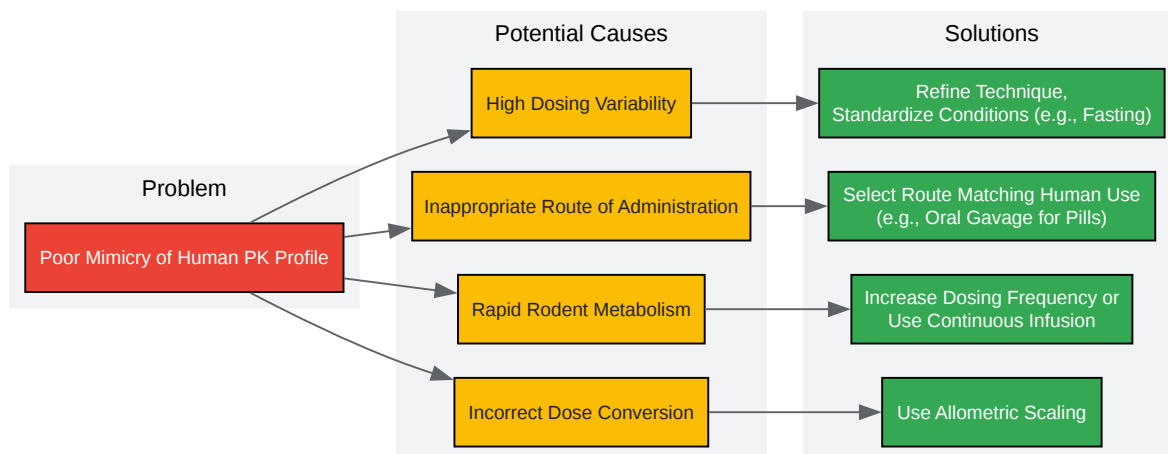 Potential Causes
Solutions
High Dosing Variability
Refine Technique,
Standardize Conditions (e.g., Fasting)
Problem
Poor Mimicry of Human PK Profile
Inappropriate Route of Administration
Select Route Matching Human Use
(e.g., Oral Gavage for Pills)
Rapid Rodent Metabolism
Increase Dosing Frequency or
Use Continuous Infusion
Incorrect Dose Conversion
Use Allometric Scaling